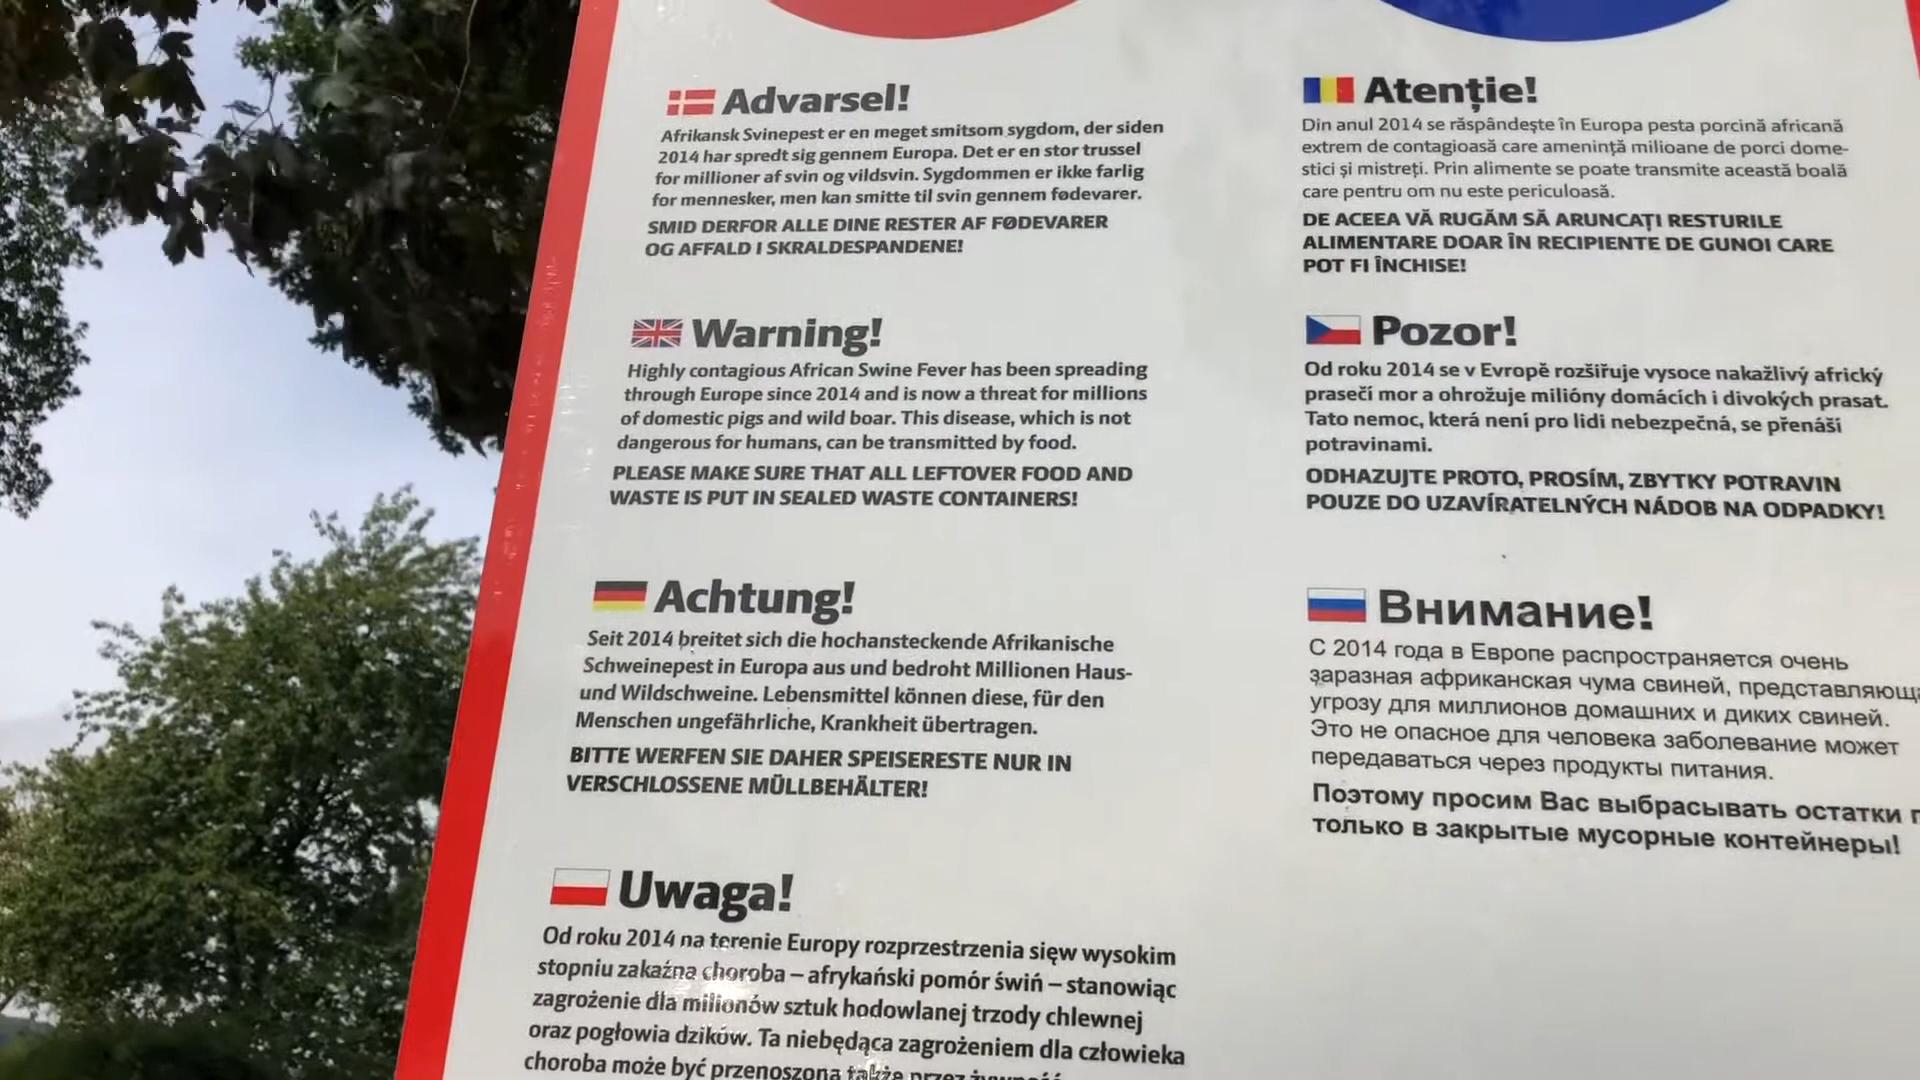 Advarsel!
Afrikansk Svinepest er en meget smitsom sygdom, der siden
2014 har spredt sig gennem Europa. Det er en stor trussel
for millioner af svin og vildsvin. Sygdommen er ikke farlig
for mennesker, men kan smitte til svin gennem fødevarer.
SMID DERFOR ALLE DINE RESTER AF FØDEVARER
OG AFFALD I SKRALDESPANDENE!
Warning!
Highly contagious African Swine Fever has been spreading
through Europe since 2014 and is now a threat for millions
of domestic pigs and wild boar. This disease, which is not
dangerous for humans, can be transmitted by food.
PLEASE MAKE SURE THAT ALL LEFTOVER FOOD AND
WASTE IS PUT IN SEALED WASTE CONTAINERS!
Achtung!
Seit 2014 breitet sich die hochansteckende Afrikanische
Schweinepest in Europa aus und bedroht Millionen Haus-
und Wildschweine. Lebensmittel können diese, für den
Menschen ungefährliche, Krankheit übertragen.
BITTE WERFEN SIE DAHER SPEISERESTE NUR IN
VERSCHLOSSENE MÜLLBEHÄLTER!
Uwaga!
Od roku 2014 na terenie Europy rozprzestrzenia sięw wysokim
stopniu zakaźna choroba – afrykański pomór świń – stanowiąc
zagrożenie dla milionów sztuk hodowlanej trzody chlewnej
oraz pogłowia dzików. Ta niebędąca zagrożeniem dla człowieka
choroba może być przenoszona także przez
Atenție!
Din anul 2014 se răspândește în Europa pesta porcină africană
extrem de contagioasă care amenință milioane de porci dome-
stici și mistreți. Prin alimente se poate transmite această boală
care pentru om nu este periculoasă.
DE ACEEA VĂ RUGĂM SĂ ARUNCAȚI RESTURILE
ALIMENTARE DOAR ÎN RECIPIENTE DE GUNOI CARE
POT FI ÎNCHISE!
Pozor!
Od roku 2014 se v Evropě rozšiřuje vysoce nakažlivý africký
prasečí mor a ohrožuje milióny domácích i divokých prasat.
Tato nemoc, která není pro lidi nebezpečná, se přenáší
potravinami.
ODHAZUJTE PROTO, PROSÍM, ZBYTKY POTRAVIN
POUZE DO UZAVÍRATELNÝCH NÁDOB NA ODPADKY!
Внимание!
С 2014 года в Европе распространяется очень
заразная африканская чума свиней, представляюща
угрозу для миллионов домашних и диких свиней.
Это не опасное для человека заболевание может
передаваться через продукты питания.
Поэтому просим Вас выбрасывать остатки
только в закрытые мусорные контейнеры!